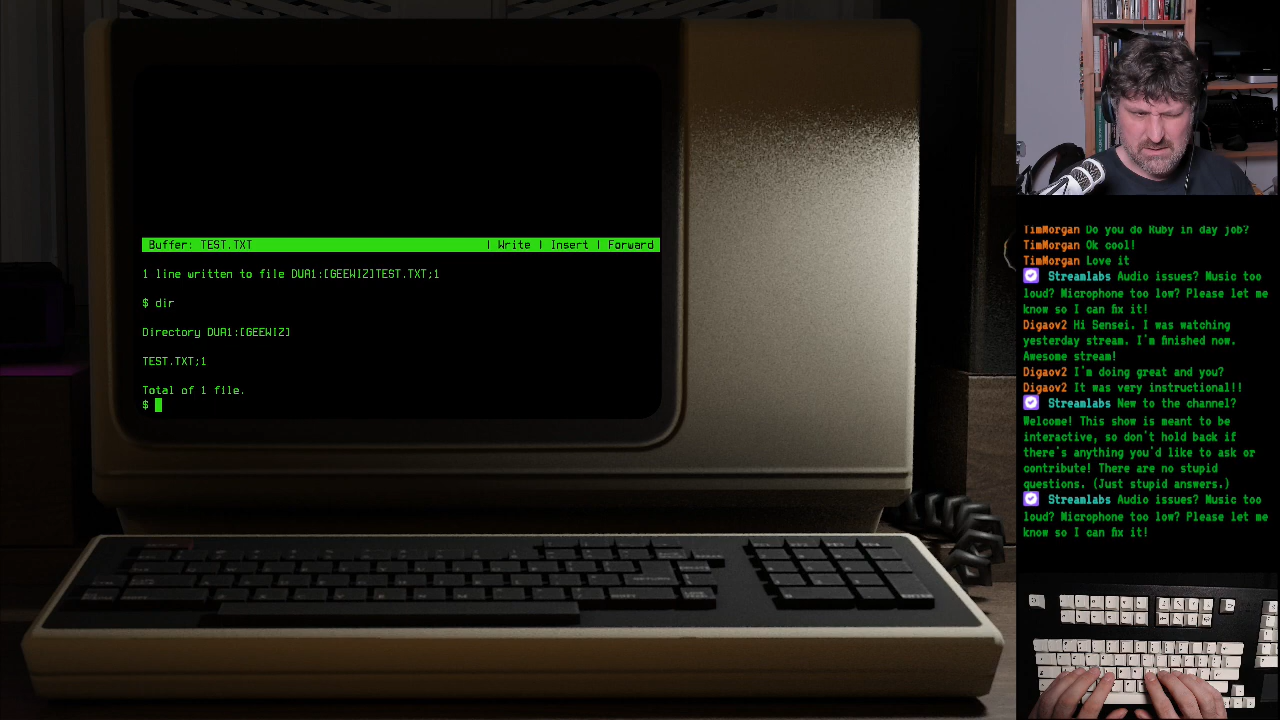 Buffer: TEST.TXT | Write | Insert | Forward
1 line written to file DUA1:[GEEWIZ]TEST.TXT;1
$ dir
Directory DUA1:[GEEWIZ]
TEST.TXT;1
Total of 1 file.
$
TimMorgan Do you do Ruby in day job?
TimMorgan Ok cool!
TimMorgan Love it
Streamlabs Audio issues? Music too
loud? Microphone too low? Please let me
know so I can fix it!
Digaov2 Hi Sensei. I was watching
yesterday stream. I'm finished now.
Awesome stream!
Digaov2 I'm doing great and you?
Digaov2 It was very instructional!!
Streamlabs New to the channel?
Welcome! This show is meant to be
interactive, so don't hold back if
there's anything you'd like to ask or
contribute! There are no stupid
questions. (Just stupid answers.)
Streamlabs Audio issues? Music too
loud? Microphone too low? Please let me
know so I can fix it!